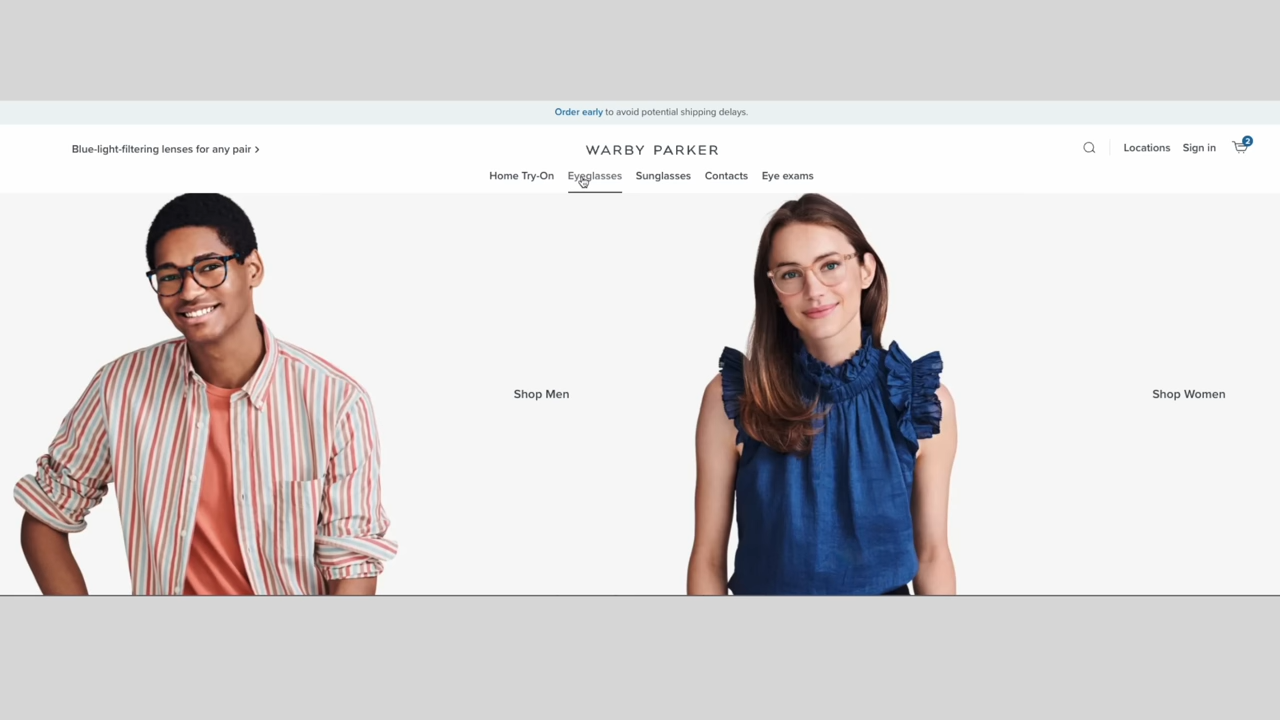 Order early to avoid potential shipping delays.
Blue-light-filtering lenses for any pair >
WARBY PARKER
Locations
Sign in
2
Home Try-On
Eyeglasses
Sunglasses
Contacts
Eye exams
Shop Men
Shop Women